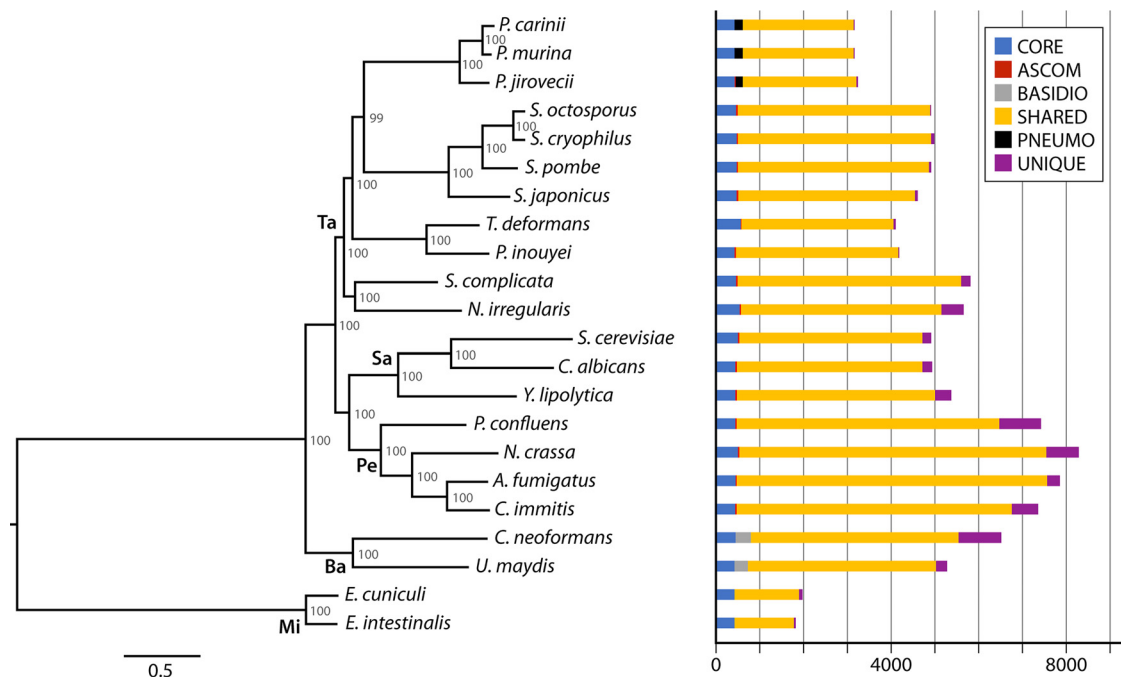 P. carinii
100
P. murina
100
P. jirovecii
CORE
ASCOM
BASIDIO
SHARED
PNEUMO
UNIQUE
S. octosporus
99
100
S. cryophilus
100
S. pombe
100
100
S. japonicus
Ta
T. deformans
100
100
P. inouyei
S. complicata
100
N. irregularis
100
S. cerevisiae
Sa
100
C. albicans
100
Y. lipolytica
P. confluens
100
100
100
N. crassa
Pe
100
A. fumigatus
100
C. immitis
C. neoformans
100
Ba
U. maydis
E. cuniculi
100
Mi
E. intestinalis
0.5
0
4000
8000